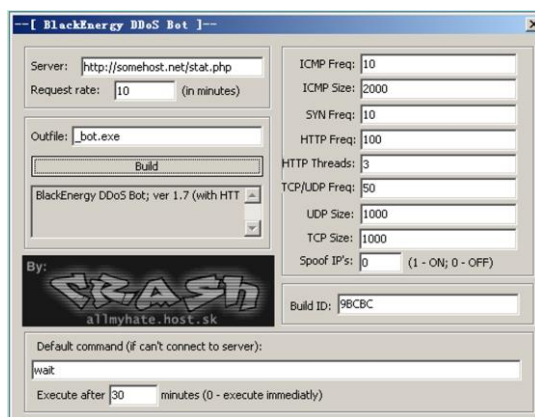 --[ BlackEnergy DDoS Bot ]--
Server: http://somehost.net/stat.php
Request rate: 10 (in minutes)
Outfile: _bot.exe
Build
BlackEnergy DDoS Bot; ver 1.7 (with HTT
By:
CRASH
allmyhate.host.sk
ICMP Freq: 10
ICMP Size: 2000
SYN Freq: 10
HTTP Freq: 100
HTTP Threads: 3
TCP/UDP Freq: 50
UDP Size: 1000
TCP Size: 1000
Spoof IP's: 0 (1 - ON; 0 - OFF)
Build ID: 9BCBC
Default command (if can't connect to server):
wait
Execute after 30 minutes (0 - execute immediatly)